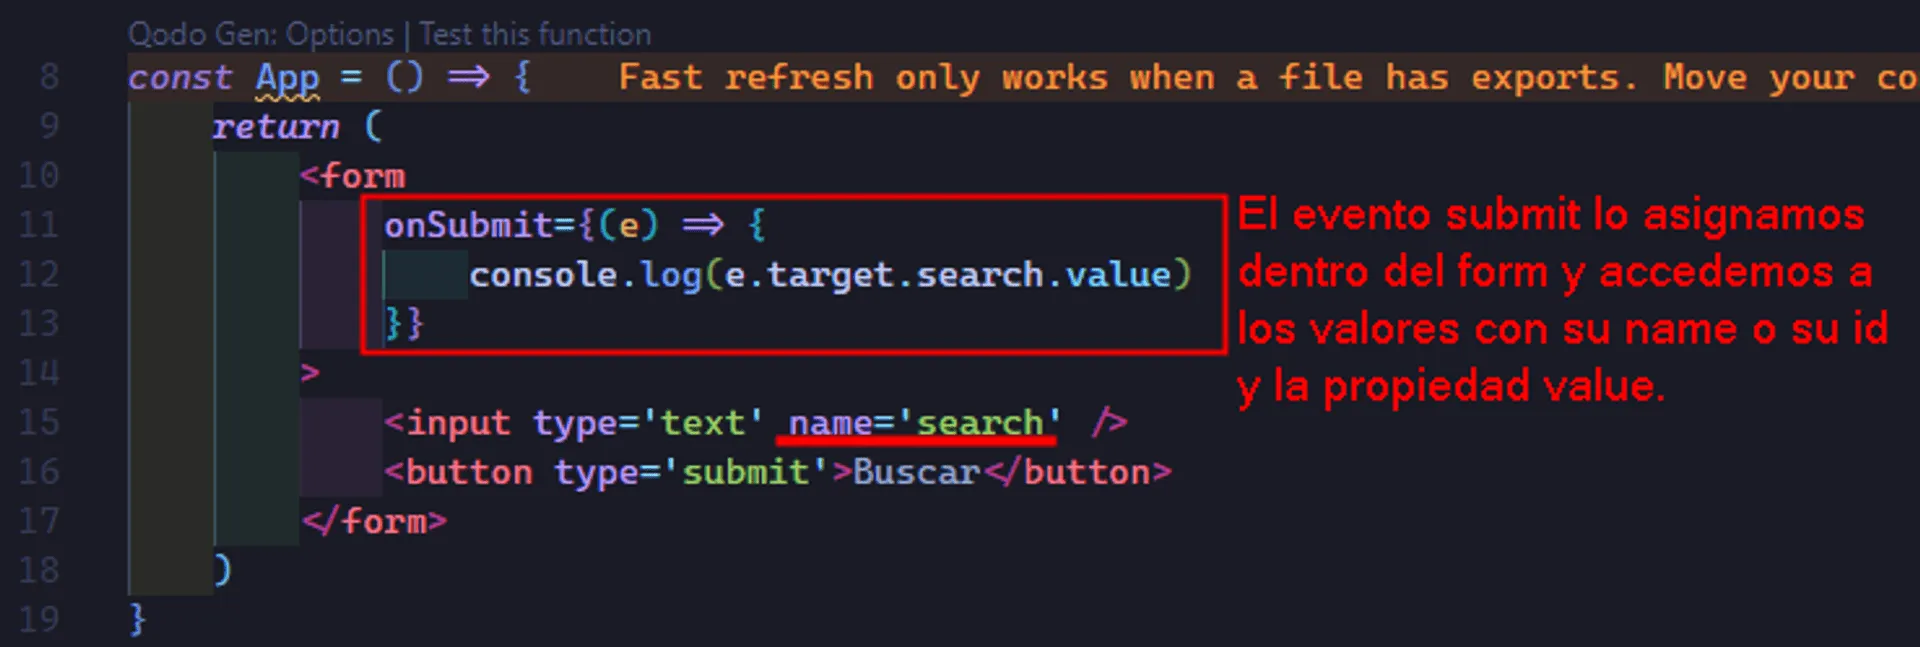 Qodo Gen: Options | Test this function
8 const App = () => { Fast refresh only works when a file has exports. Move your co
9 return (
10 <form
11 onSubmit={(e) => {
12 console.log(e.target.search.value)
13 }}
14 >
15 <input type='text' name='search' />
16 <button type='submit'>Buscar</button>
17 </form>
18 )
19 }
El evento submit lo asignamos
dentro del form y accedemos a
los valores con su name o su id
y la propiedad value.